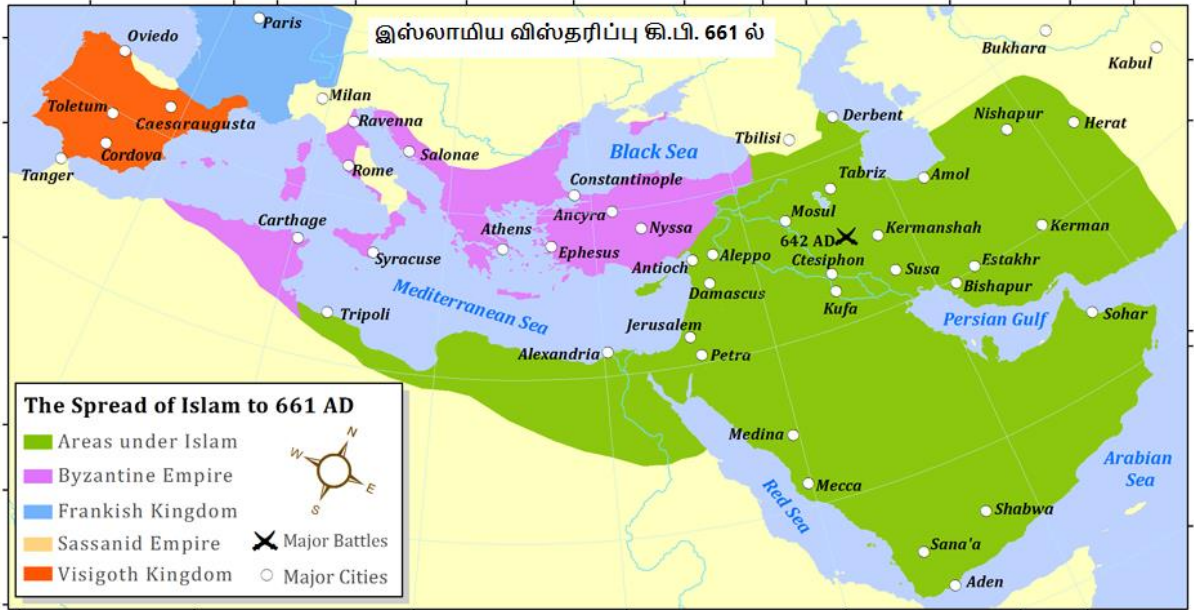 Paris
Oviedo
இஸ்லாமிய விஸ்தரிப்பு கி.பி. 661 ல்
Bukhara
Kabul
Milan
Toletum
Caesaraugusta
Ravenna
Derbent
Nishapur
Herat
Cordova
Salonae
Tbilisi
Black Sea
Tanger
Rome
Constantinople
Tabriz
Amol
Carthage
Ancyra
Mosul
Athens
Nyssa
642 AD
Kermanshah
Kerman
Syracuse
Ephesus
Antioch
Aleppo
Ctesiphon
Susa
Estakhr
Mediterranean Sea
Damascus
Kufa
Bishapur
Tripoli
Jerusalem
Persian Gulf
Sohar
Alexandria
Petra
The Spread of Islam to 661 AD
Areas under Islam
N
W
E
S
Byzantine Empire
Frankish Kingdom
Sassanid Empire
Major Battles
Visigoth Kingdom
Major Cities
Medina
Arabian
Sea
Mecca
Red Sea
Shabwa
Sana'a
Aden